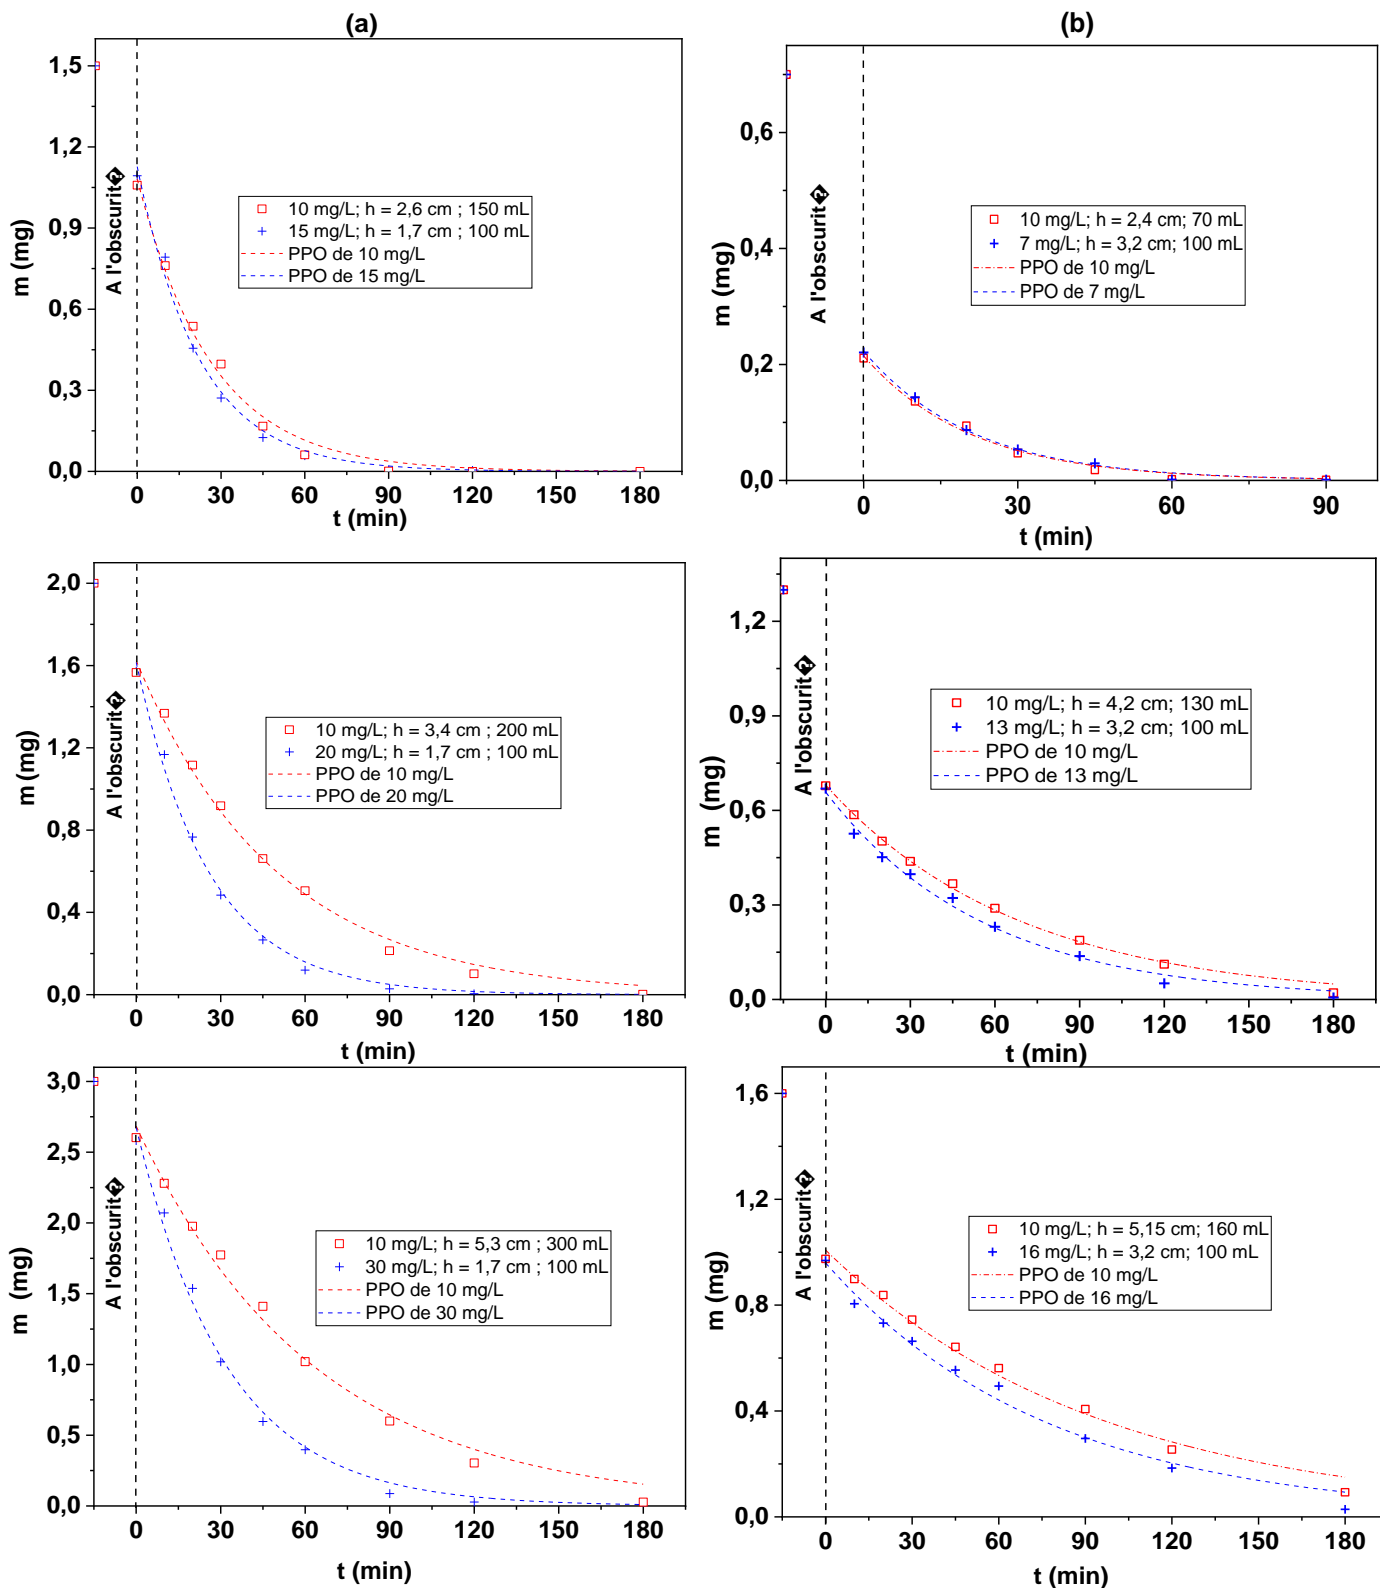 (a)
1,5
1,2
0,9
0,6
0,3
0,0
m (mg)
A l'obscurit�
10 mg/L; h = 2,6 cm ; 150 mL
15 mg/L; h = 1,7 cm ; 100 mL
PPO de 10 mg/L
PPO de 15 mg/L
0 30 60 90 120 150 180
t (min)
(b)
0,6
0,4
0,2
0,0
m (mg)
A l'obscurit�
10 mg/L; h = 2,4 cm; 70 mL
7 mg/L; h = 3,2 cm; 100 mL
PPO de 10 mg/L
PPO de 7 mg/L
0 30 60 90
t (min)
2,0
1,6
1,2
0,8
0,4
0,0
m (mg)
A l'obscurit�
10 mg/L; h = 3,4 cm ; 200 mL
20 mg/L; h = 1,7 cm ; 100 mL
PPO de 10 mg/L
PPO de 20 mg/L
0 30 60 90 120 150 180
t (min)
1,2
0,9
0,6
0,3
0,0
m (mg)
A l'obscurit�
10 mg/L; h = 4,2 cm; 130 mL
13 mg/L; h = 3,2 cm; 100 mL
PPO de 10 mg/L
PPO de 13 mg/L
0 30 60 90 120 150 180
t (min)
3,0
2,5
2,0
1,5
1,0
0,5
0,0
m (mg)
A l'obscurit�
10 mg/L; h = 5,3 cm ; 300 mL
30 mg/L; h = 1,7 cm ; 100 mL
PPO de 10 mg/L
PPO de 30 mg/L
0 30 60 90 120 150 180
t (min)
1,6
1,2
0,8
0,4
0,0
m (mg)
A l'obscurit�
10 mg/L; h = 5,15 cm; 160 mL
16 mg/L; h = 3,2 cm; 100 mL
PPO de 10 mg/L
PPO de 16 mg/L
0 30 60 90 120 150 180
t (min)